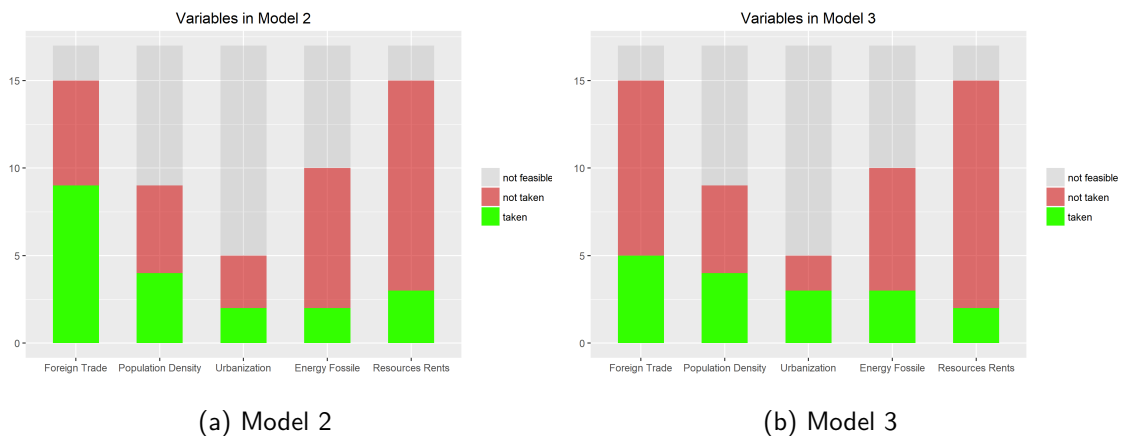 Variables in Model 2
15
10
5
0
Foreign Trade Population Density Urbanization Energy Fossile Resources Rents
not feasible
not taken
taken
(a) Model 2
Variables in Model 3
15
10
5
0
Foreign Trade Population Density Urbanization Energy Fossile Resources Rents
not feasible
not taken
taken
(b) Model 3